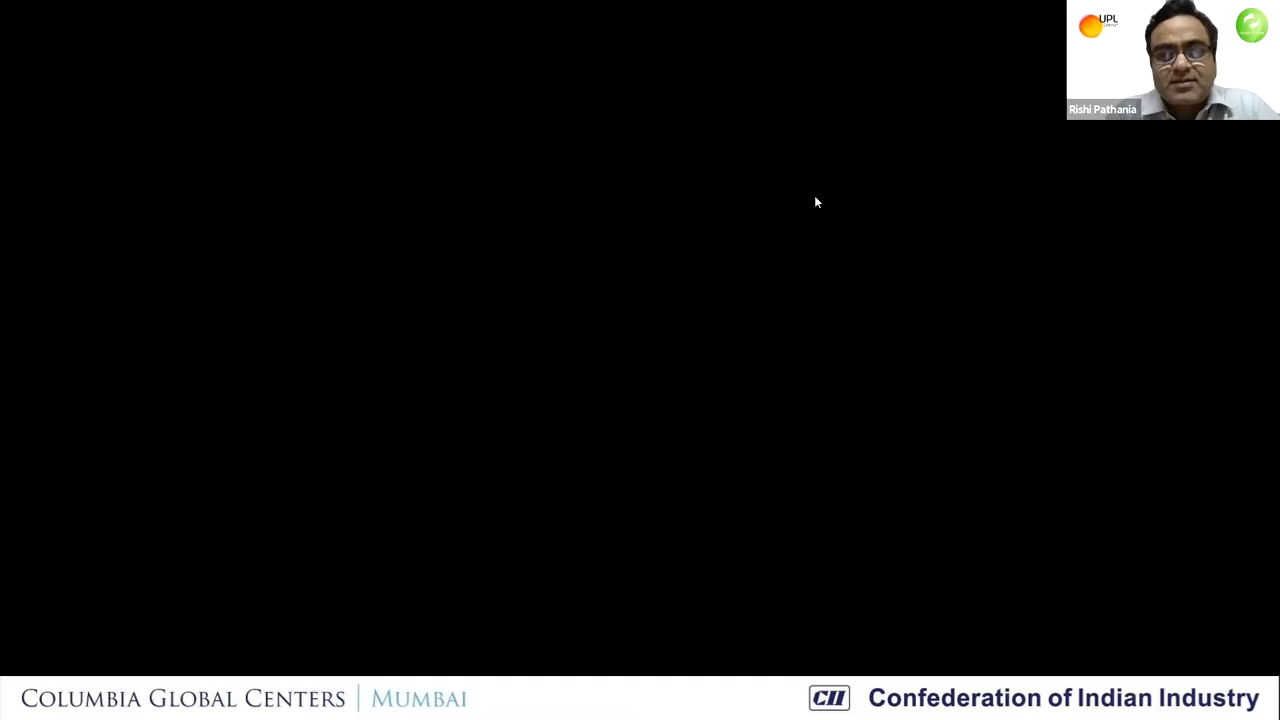 UPL
Rishi Pathania
COLUMBIA GLOBAL CENTERS | MUMBAI
CII Confederation of Indian Industry